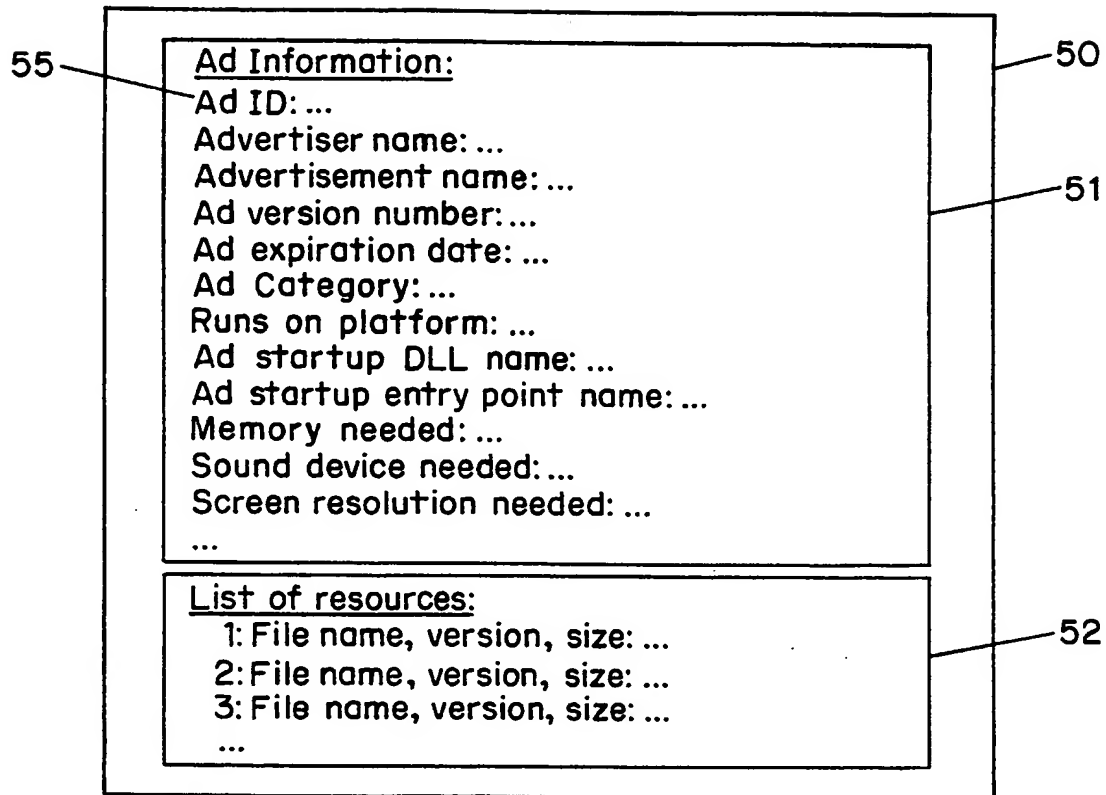 55
50
Ad Information:
Ad ID: ...
Advertiser name: ...
Advertisement name: ...
51
Ad version number: ...
Ad expiration date: ...
Ad Category: ...
Runs on platform: ...
Ad startup DLL name: ...
Ad startup entry point name: ...
Memory needed: ...
Sound device needed: ...
Screen resolution needed: ...
...
List of resources:
1: File name, version, size: ...
52
2: File name, version, size: ...
3: File name, version, size: ...
...